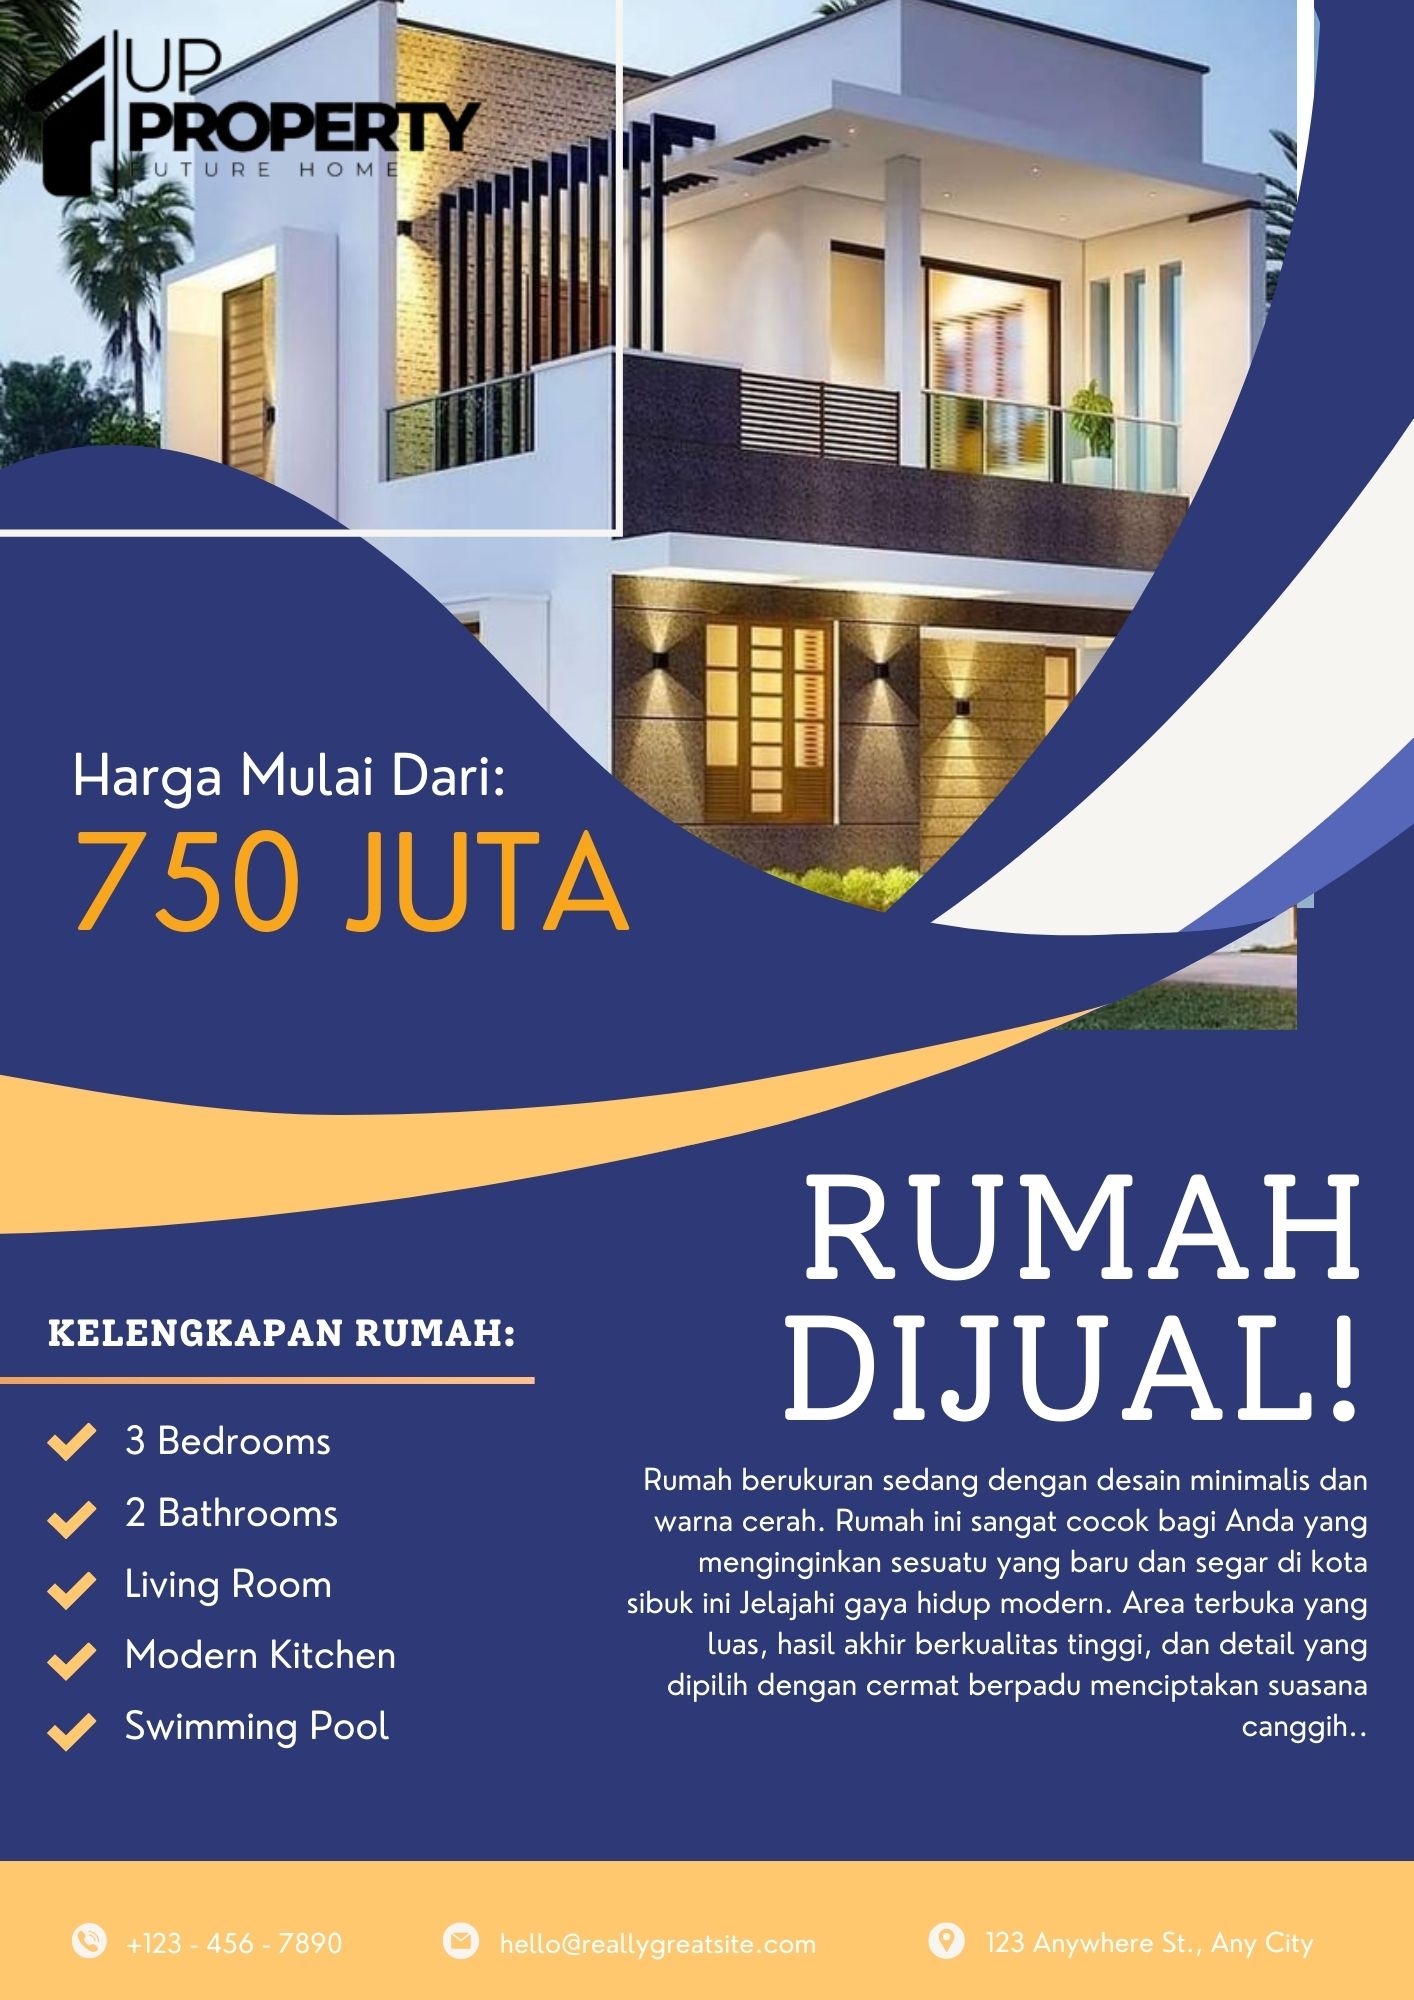 UP
PROPERTY
FUTURE HOME
Harga Mulai Dari:
750 JUTA
RUMAH
DIJUAL!
KELENGKAPAN RUMAH:
3 Bedrooms
2 Bathrooms
Living Room
Modern Kitchen
Swimming Pool
Rumah berukuran sedang dengan desain minimalis dan
warna cerah. Rumah ini sangat cocok bagi Anda yang
menginginkan sesuatu yang baru dan segar di kota
sibuk ini Jelajahi gaya hidup modern. Area terbuka yang
luas, hasil akhir berkualitas tinggi, dan detail yang
dipilih dengan cermat berpadu menciptakan suasana
canggih..
+123 - 456 - 7890
hello@reallygreatsite.com
123 Anywhere St., Any City